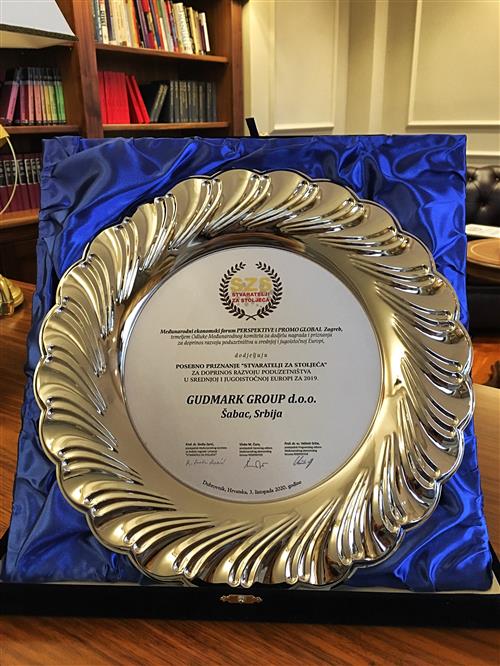 SZS
STVARATELJI
ZA STOLJEĆA
Međunarodni ekonomski forum PERSPEKTIVE i PROMO GLOBAL Zagreb,
temeljem Odluke Međunarodnog komiteta za dodjelu nagrada i priznanja
za doprinos razvoju poduzetništva u srednjoj i jugoistočnoj Europi,
dodjeljuju
POSEBNO PRIZNANJE "STVARATELJI ZA STOLJEĆA"
ZA DOPRINOS RAZVOJU PODUZETNIŠTVA
U SREDNJOJ I JUGOISTOČNOJ EUROPI ZA 2019.
GUDMARK GROUP d.o.o.
Šabac, Srbija
Dubrovnik, Hrvatska, 3. listopada 2020. godine